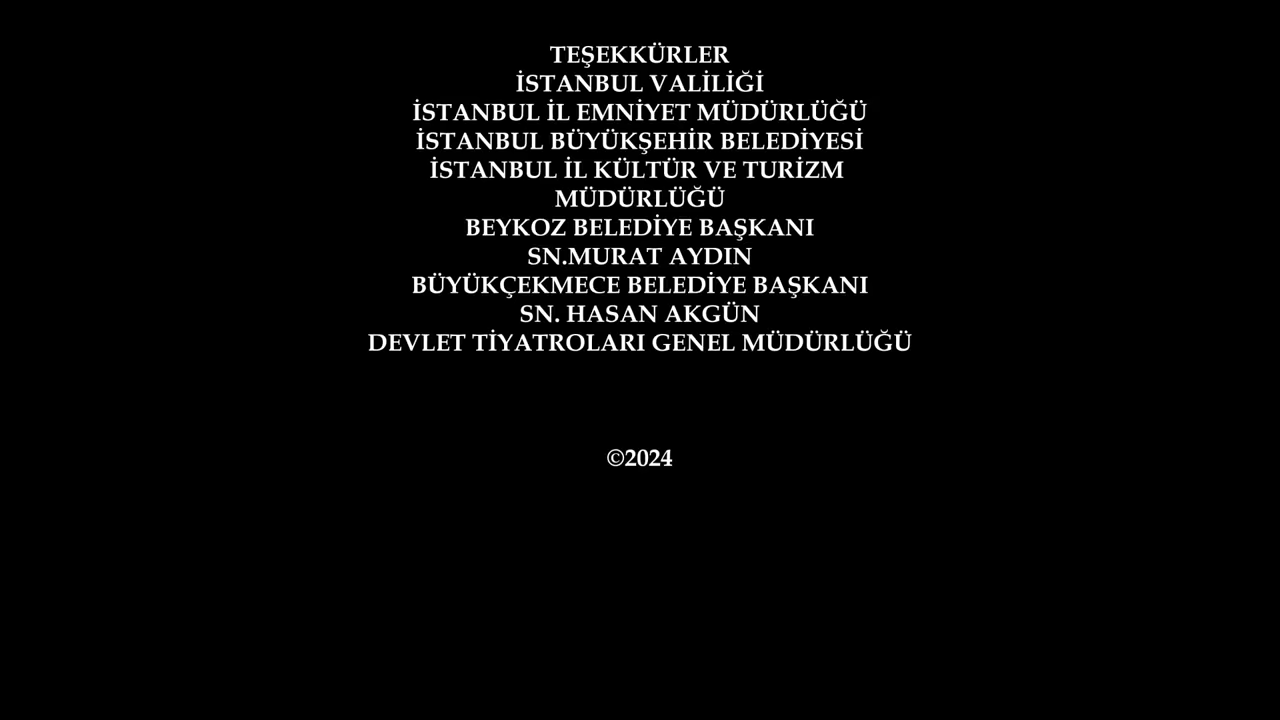 TEŞEKKÜRLER
İSTANBUL VALİLİĞİ
İSTANBUL İL EMNİYET MÜDÜRLÜĞÜ
İSTANBUL BÜYÜKŞEHİR BELEDİYESİ
İSTANBUL İL KÜLTÜR VE TURİZM
MÜDÜRLÜĞÜ
BEYKOZ BELEDİYE BAŞKANI
SN.MURAT AYDIN
BÜYÜKÇEKMECE BELEDİYE BAŞKANI
SN. HASAN AKGÜN
DEVLET TİYATROLARI GENEL MÜDÜRLÜĞÜ
©2024